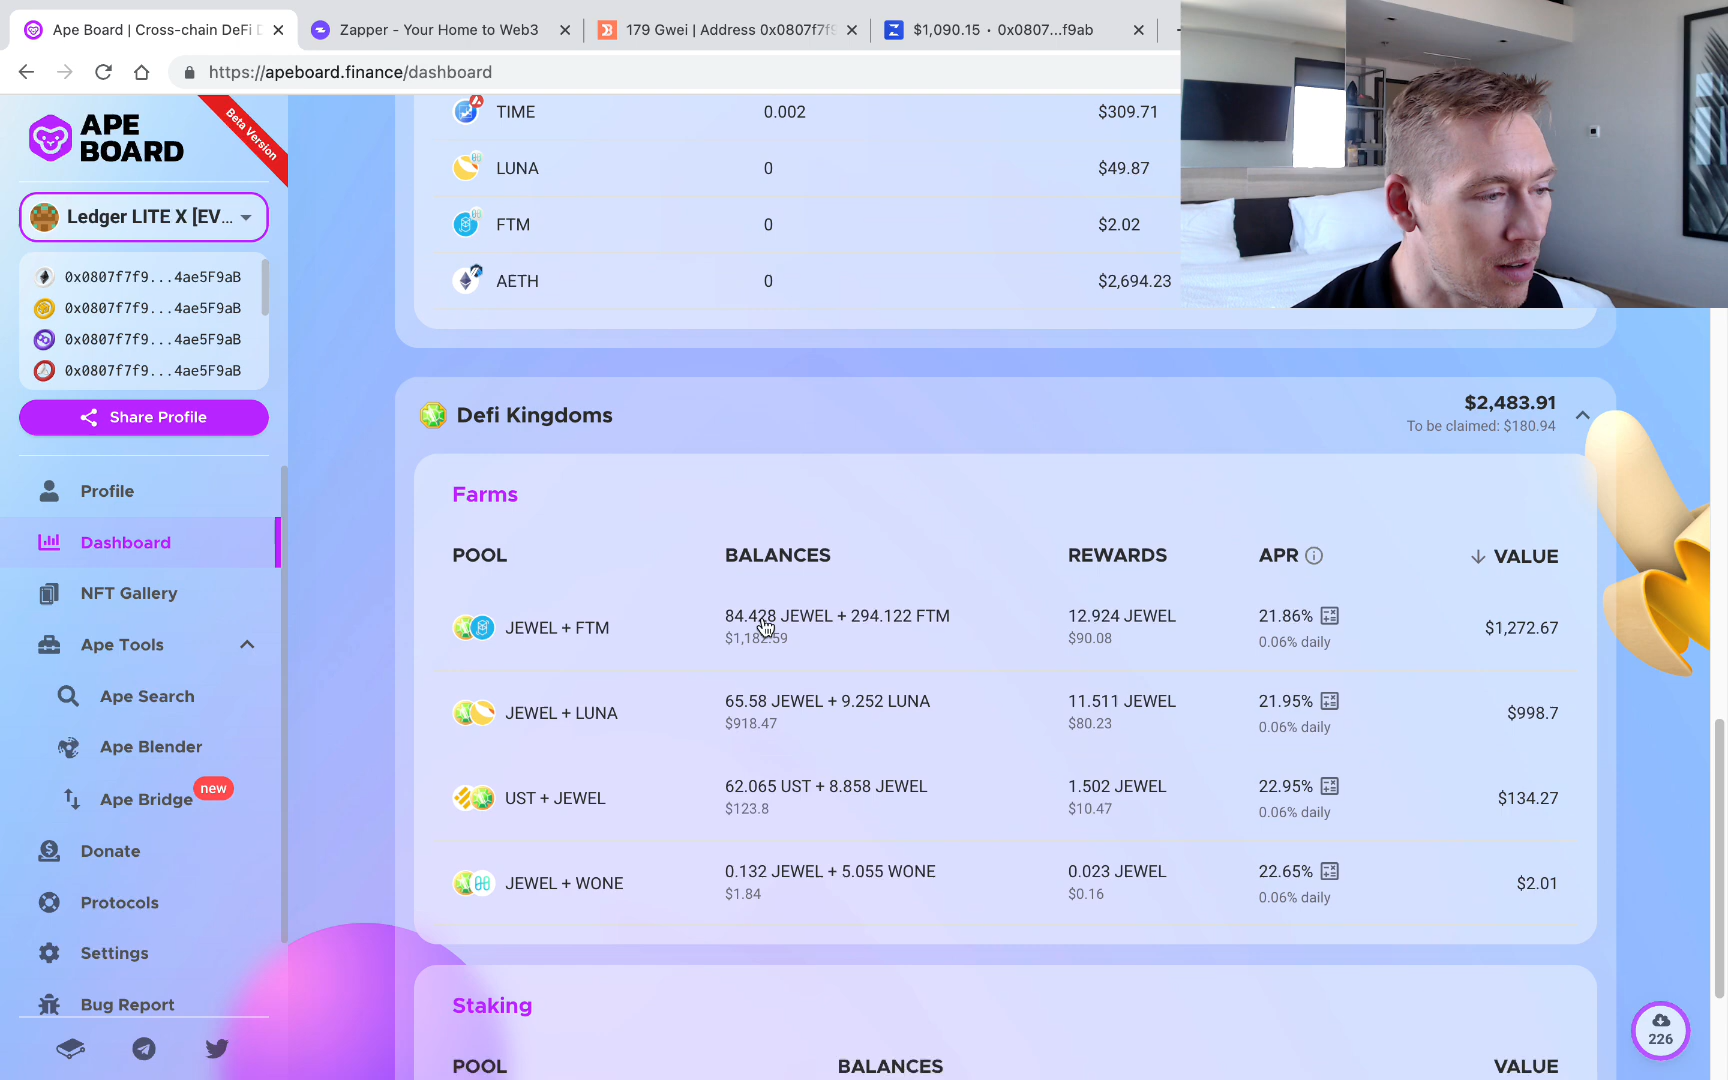 Ape Board | Cross-chain DeFi D
Zapper - Your Home to Web3
179 Gwei | Address 0x0807f7f9
$1,090.15 · 0x0807...f9ab
https://apeboard.finance/dashboard
APE
BOARD
Beta Version
Ledger LITE X [EV...
0x0807f7f9...4ae5F9aB
0x0807f7f9...4ae5F9aB
0x0807f7f9...4ae5F9aB
0x0807f7f9...4ae5F9aB
Share Profile
Profile
Dashboard
NFT Gallery
Ape Tools
Ape Search
Ape Blender
Ape Bridge
new
Donate
Protocols
Settings
Bug Report
TIME 0.002 $309.71
LUNA 0 $49.87
FTM 0 $2.02
AETH 0 $2,694.23
Defi Kingdoms
$2,483.91
To be claimed: $180.94
Farms
POOL BALANCES REWARDS APR VALUE
JEWEL + FTM 84.428 JEWEL + 294.122 FTM 12.924 JEWEL 21.86% $1,272.67
$1,182.59 $90.08 0.06% daily
JEWEL + LUNA 65.58 JEWEL + 9.252 LUNA 11.511 JEWEL 21.95% $998.7
$918.47 $80.23 0.06% daily
UST + JEWEL 62.065 UST + 8.858 JEWEL 1.502 JEWEL 22.95% $134.27
$123.8 $10.47 0.06% daily
JEWEL + WONE 0.132 JEWEL + 5.055 WONE 0.023 JEWEL 22.65% $2.01
$1.84 $0.16 0.06% daily
Staking
POOL BALANCES VALUE
226